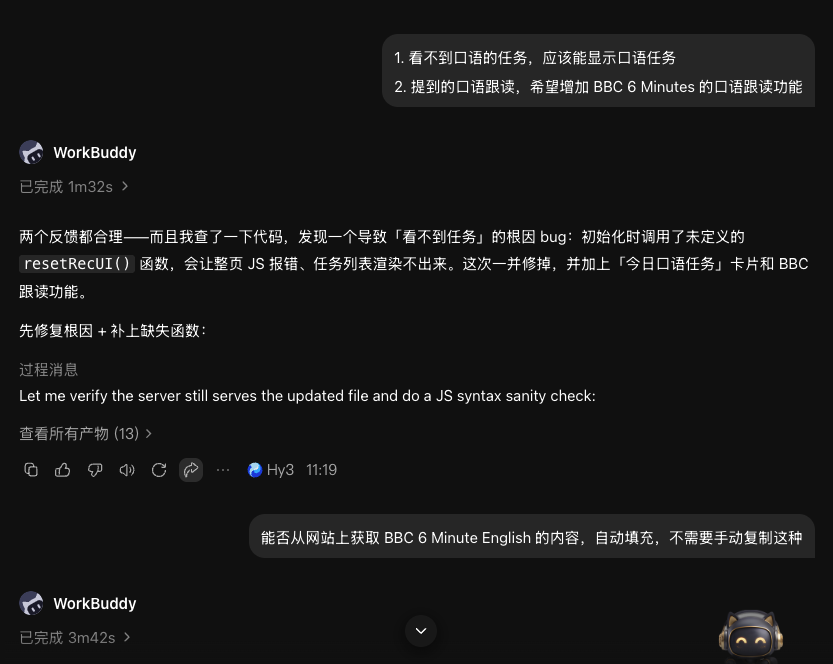 1. 看不到口语的任务，应该能显示口语任务
2. 提到的口语跟读，希望增加 BBC 6 Minutes 的口语跟读功能
WorkBuddy
已完成 1m32s
两个反馈都合理——而且我查了一下代码，发现一个导致「看不到任务」的根因 bug：初始化时调用了未定义的
resetRecUI() 函数，会让整页 JS 报错、任务列表渲染不出来。这次一并修掉，并加上「今日口语任务」卡片和 BBC
跟读功能。
先修复根因 + 补上缺失函数：
过程消息
Let me verify the server still serves the updated file and do a JS syntax sanity check:
查看所有产物 (13)
Hy3 11:19
能否从网站上获取 BBC 6 Minute English 的内容，自动填充，不需要手动复制这种
WorkBuddy
已完成 3m42s